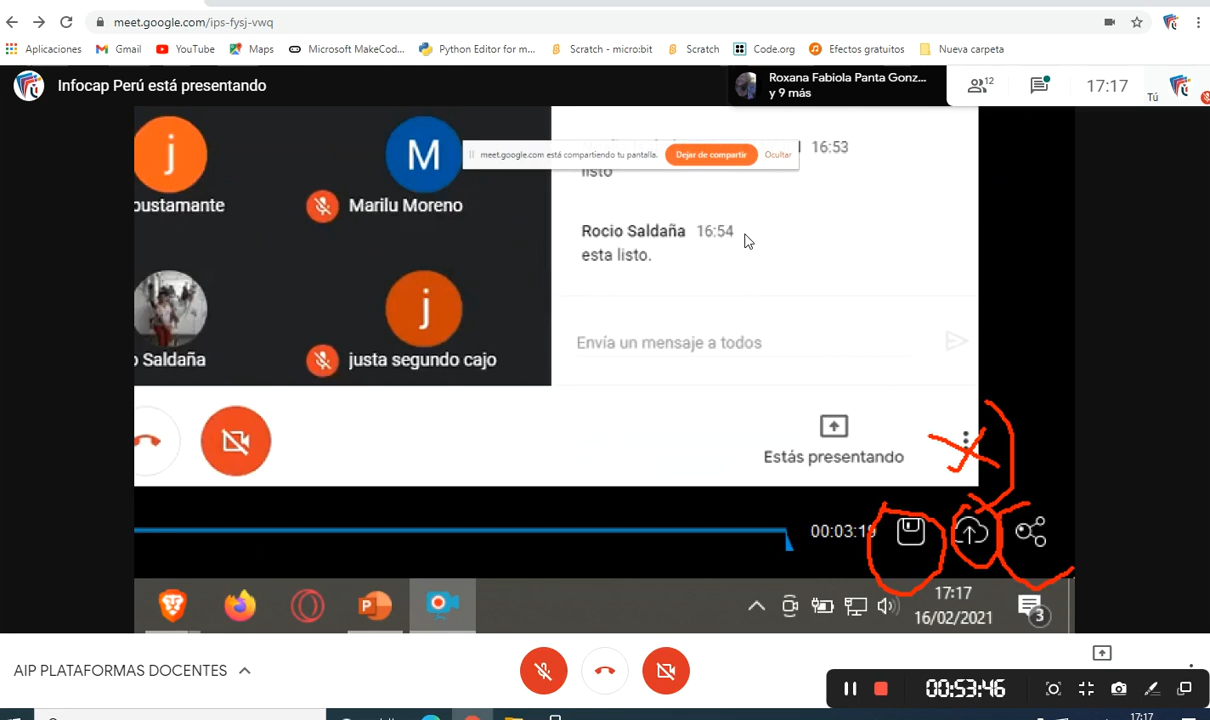 meet.google.com/ips-fysj-vwq
Aplicaciones
Gmail
YouTube
Maps
Microsoft MakeCod...
Python Editor for m...
Scratch - micro:bit
Scratch
Code.org
Efectos gratuitos
Nueva carpeta
Infocap Perú está presentando
Roxana Fabiola Panta Gonz...
y 9 más
12
17:17
Tú
j
M
meet.google.com está compartiendo tu pantalla.
Dejar de compartir
Ocultar
16:53
listo
bustamante
Marilu Moreno
Rocio Saldaña 16:54
esta listo.
j
Envía un mensaje a todos
Saldaña
justa segundo cajo
Estás presentando
00:03:19
17:17
16/02/2021
3
AIP PLATAFORMAS DOCENTES
00:53:46
17:17